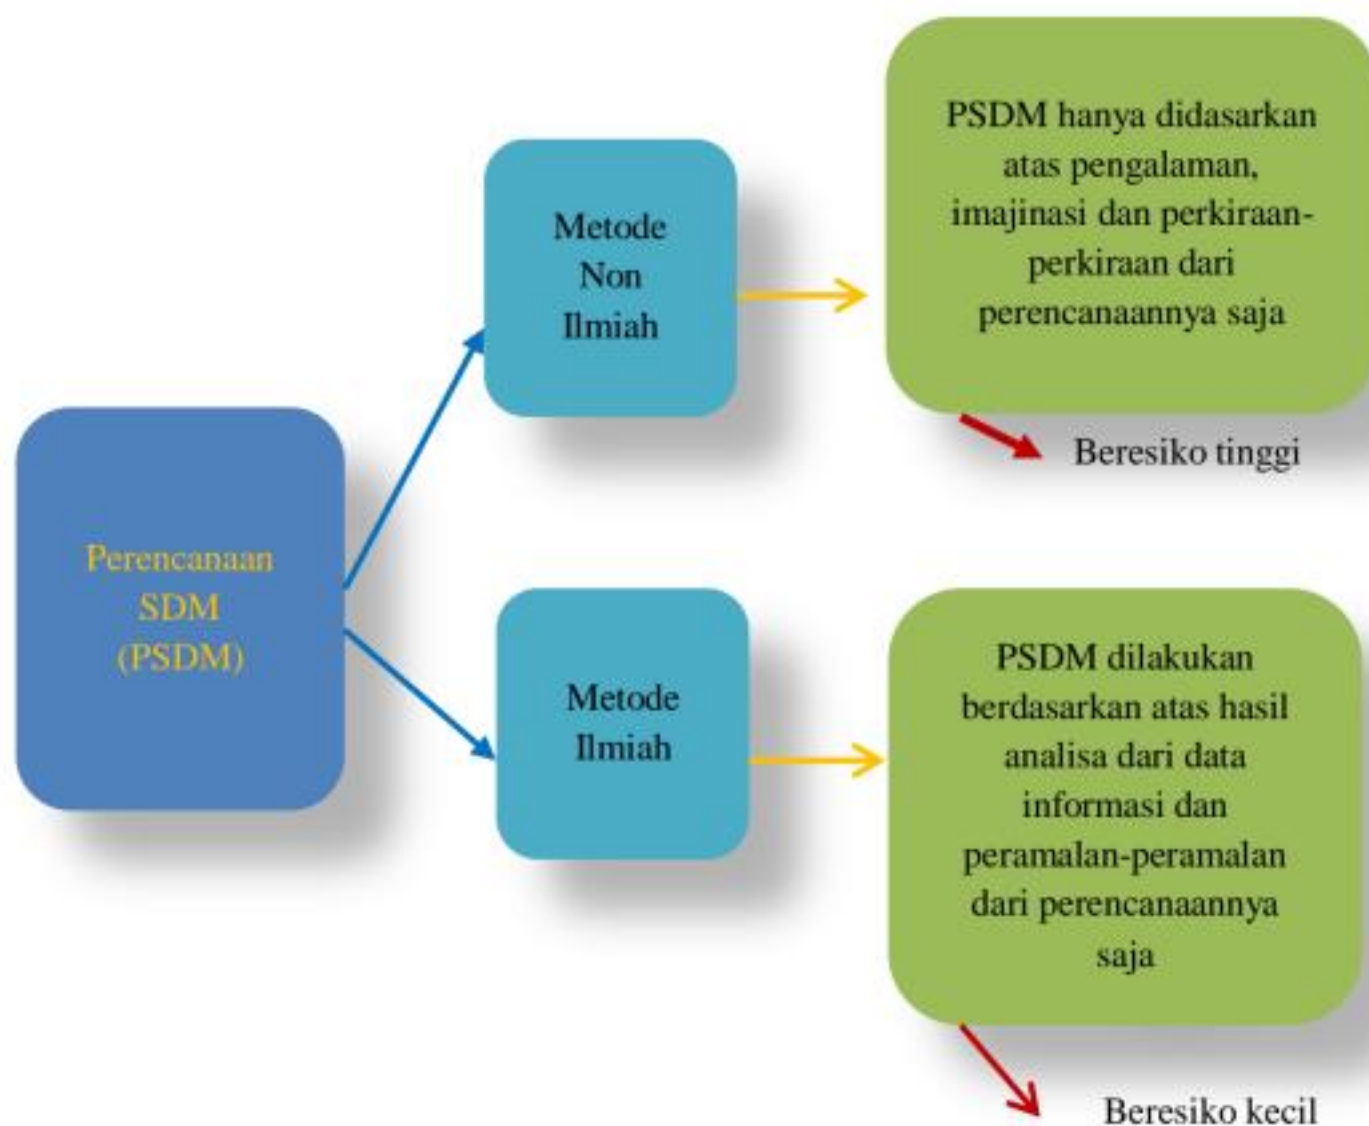 Perencanaan
SDM
(PSDM)
Metode
Non
Ilmiah
PSDM hanya didasarkan
atas pengalaman,
imajinasi dan perkiraan-
perkiraan dari
perencanaannya saja
Beresiko tinggi
Metode
Ilmiah
PSDM dilakukan
berdasarkan atas hasil
analisa dari data
informasi dan
peramalan-peramalan
dari perencanaannya
saja
Beresiko kecil